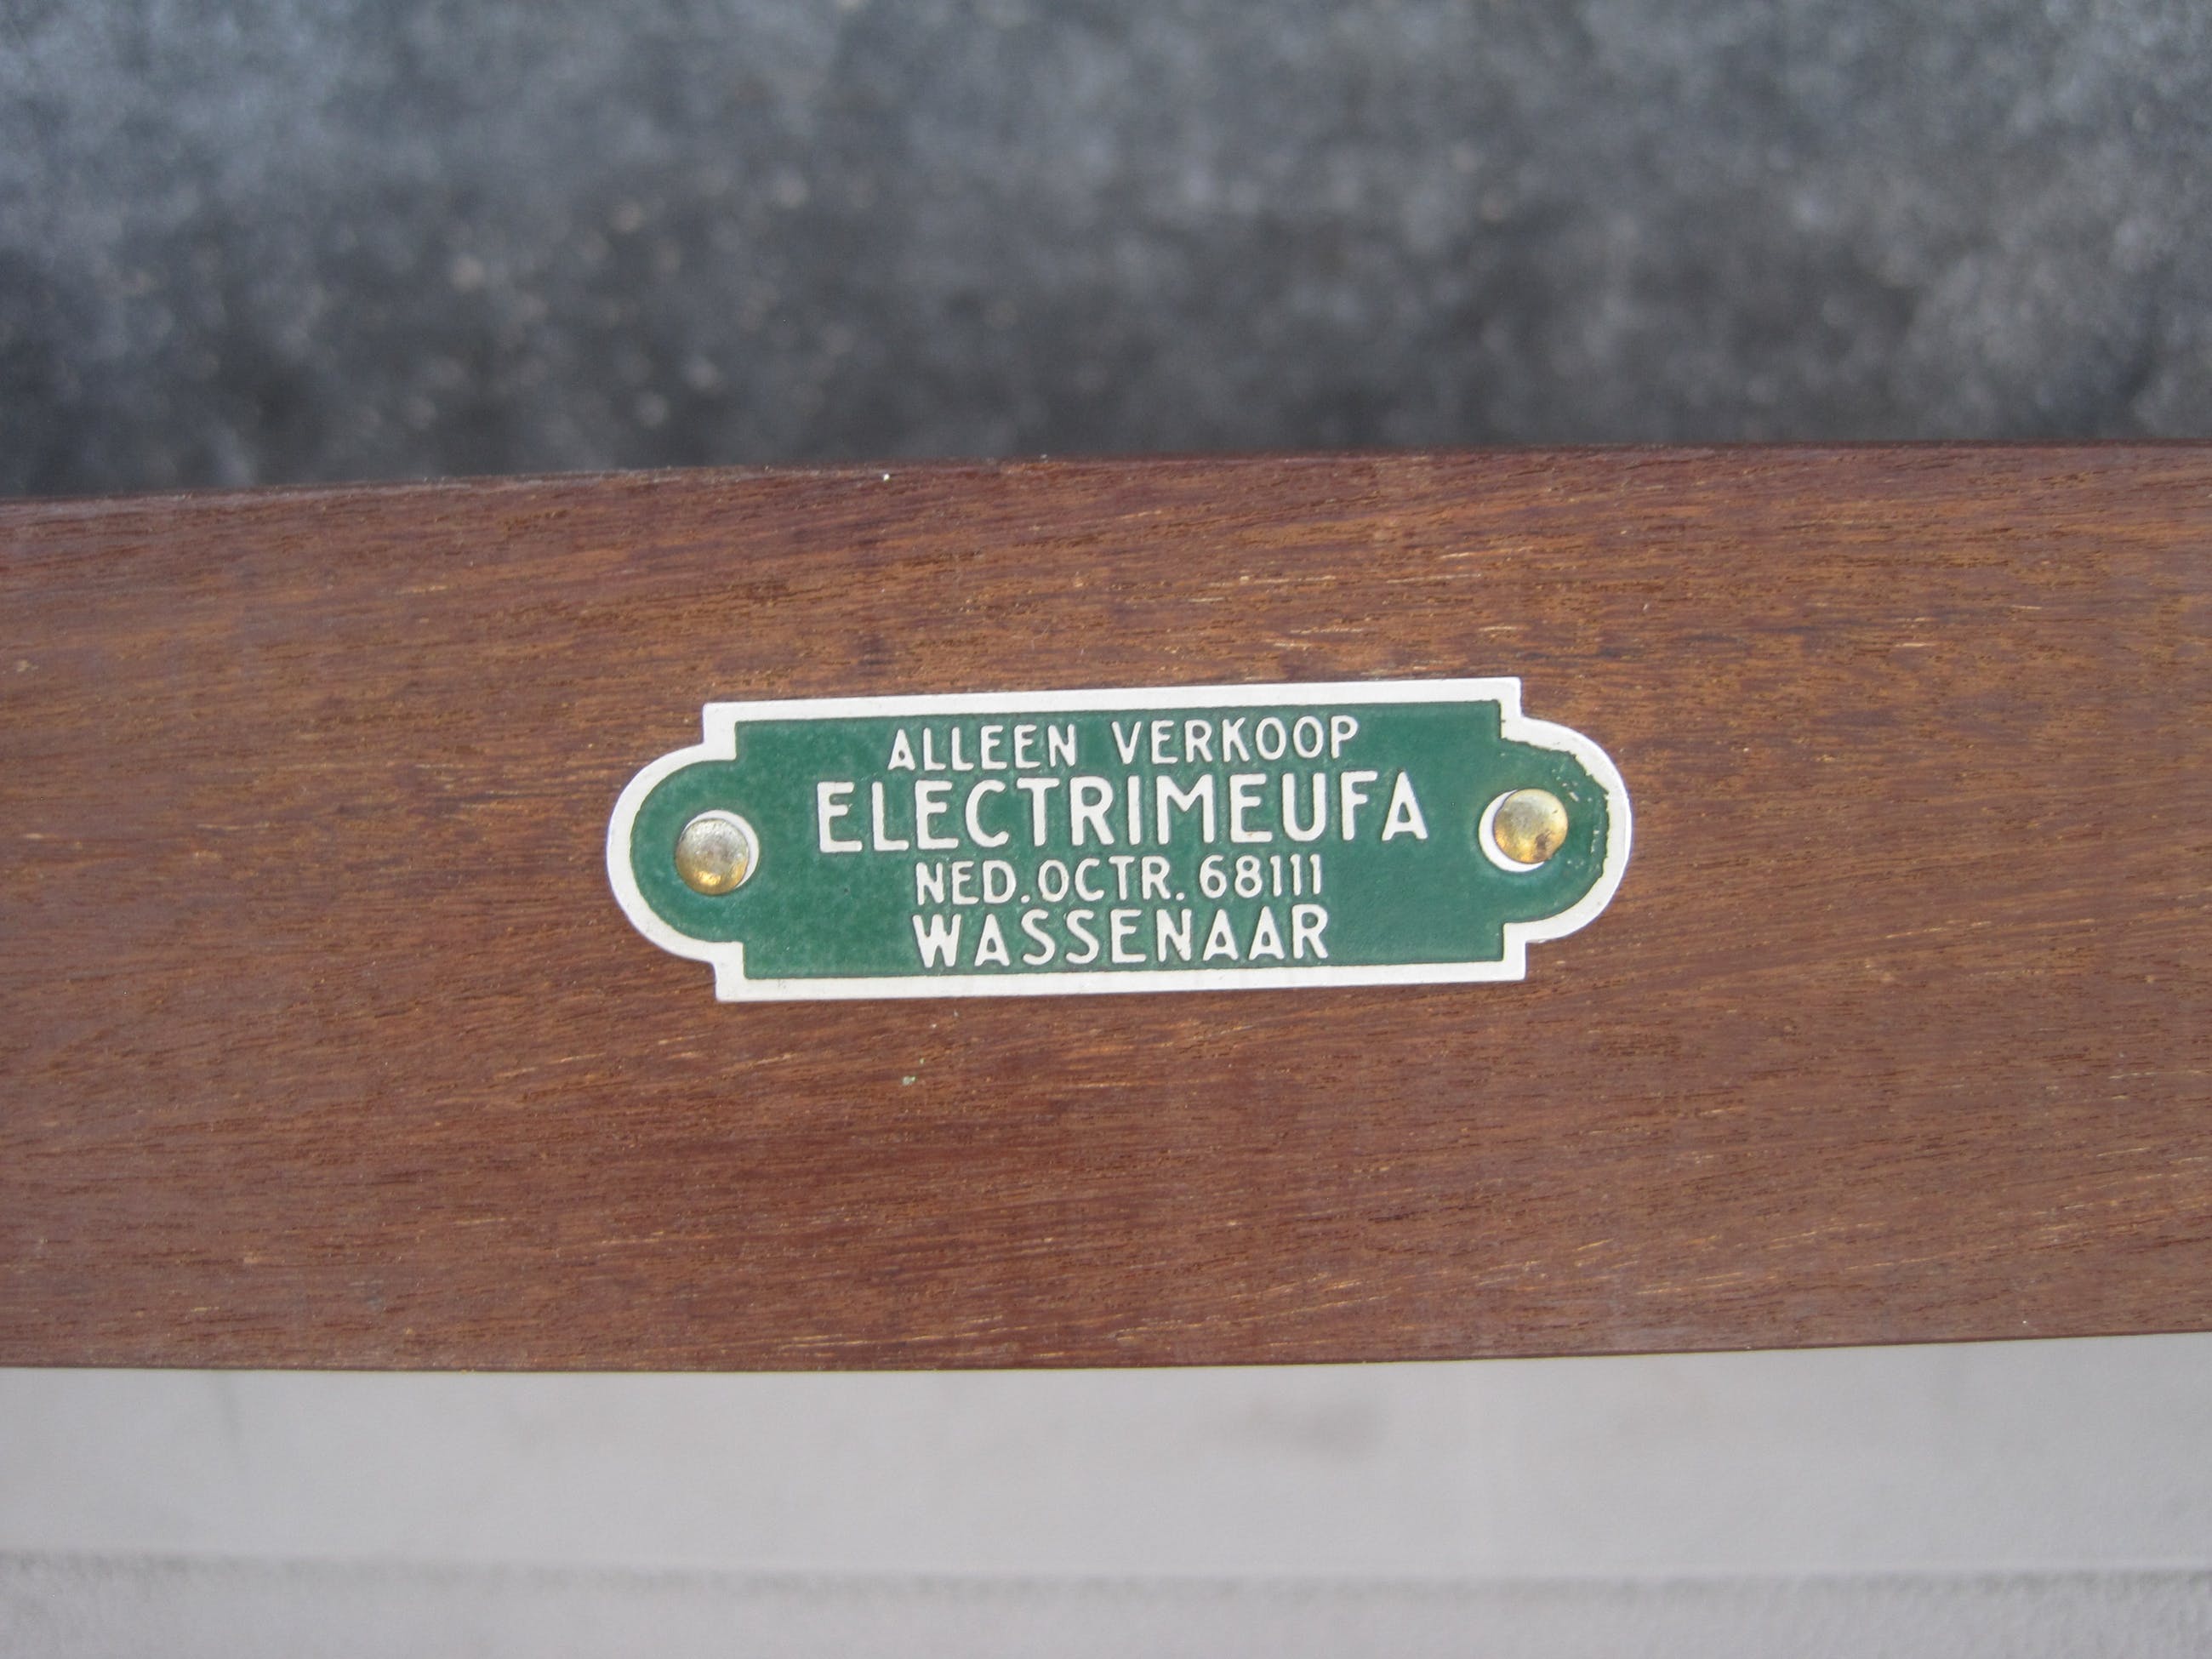 ALLEEN VERKOOP
ELECTRIMEUFA
NED.OCTR.68111
WASSENAAR